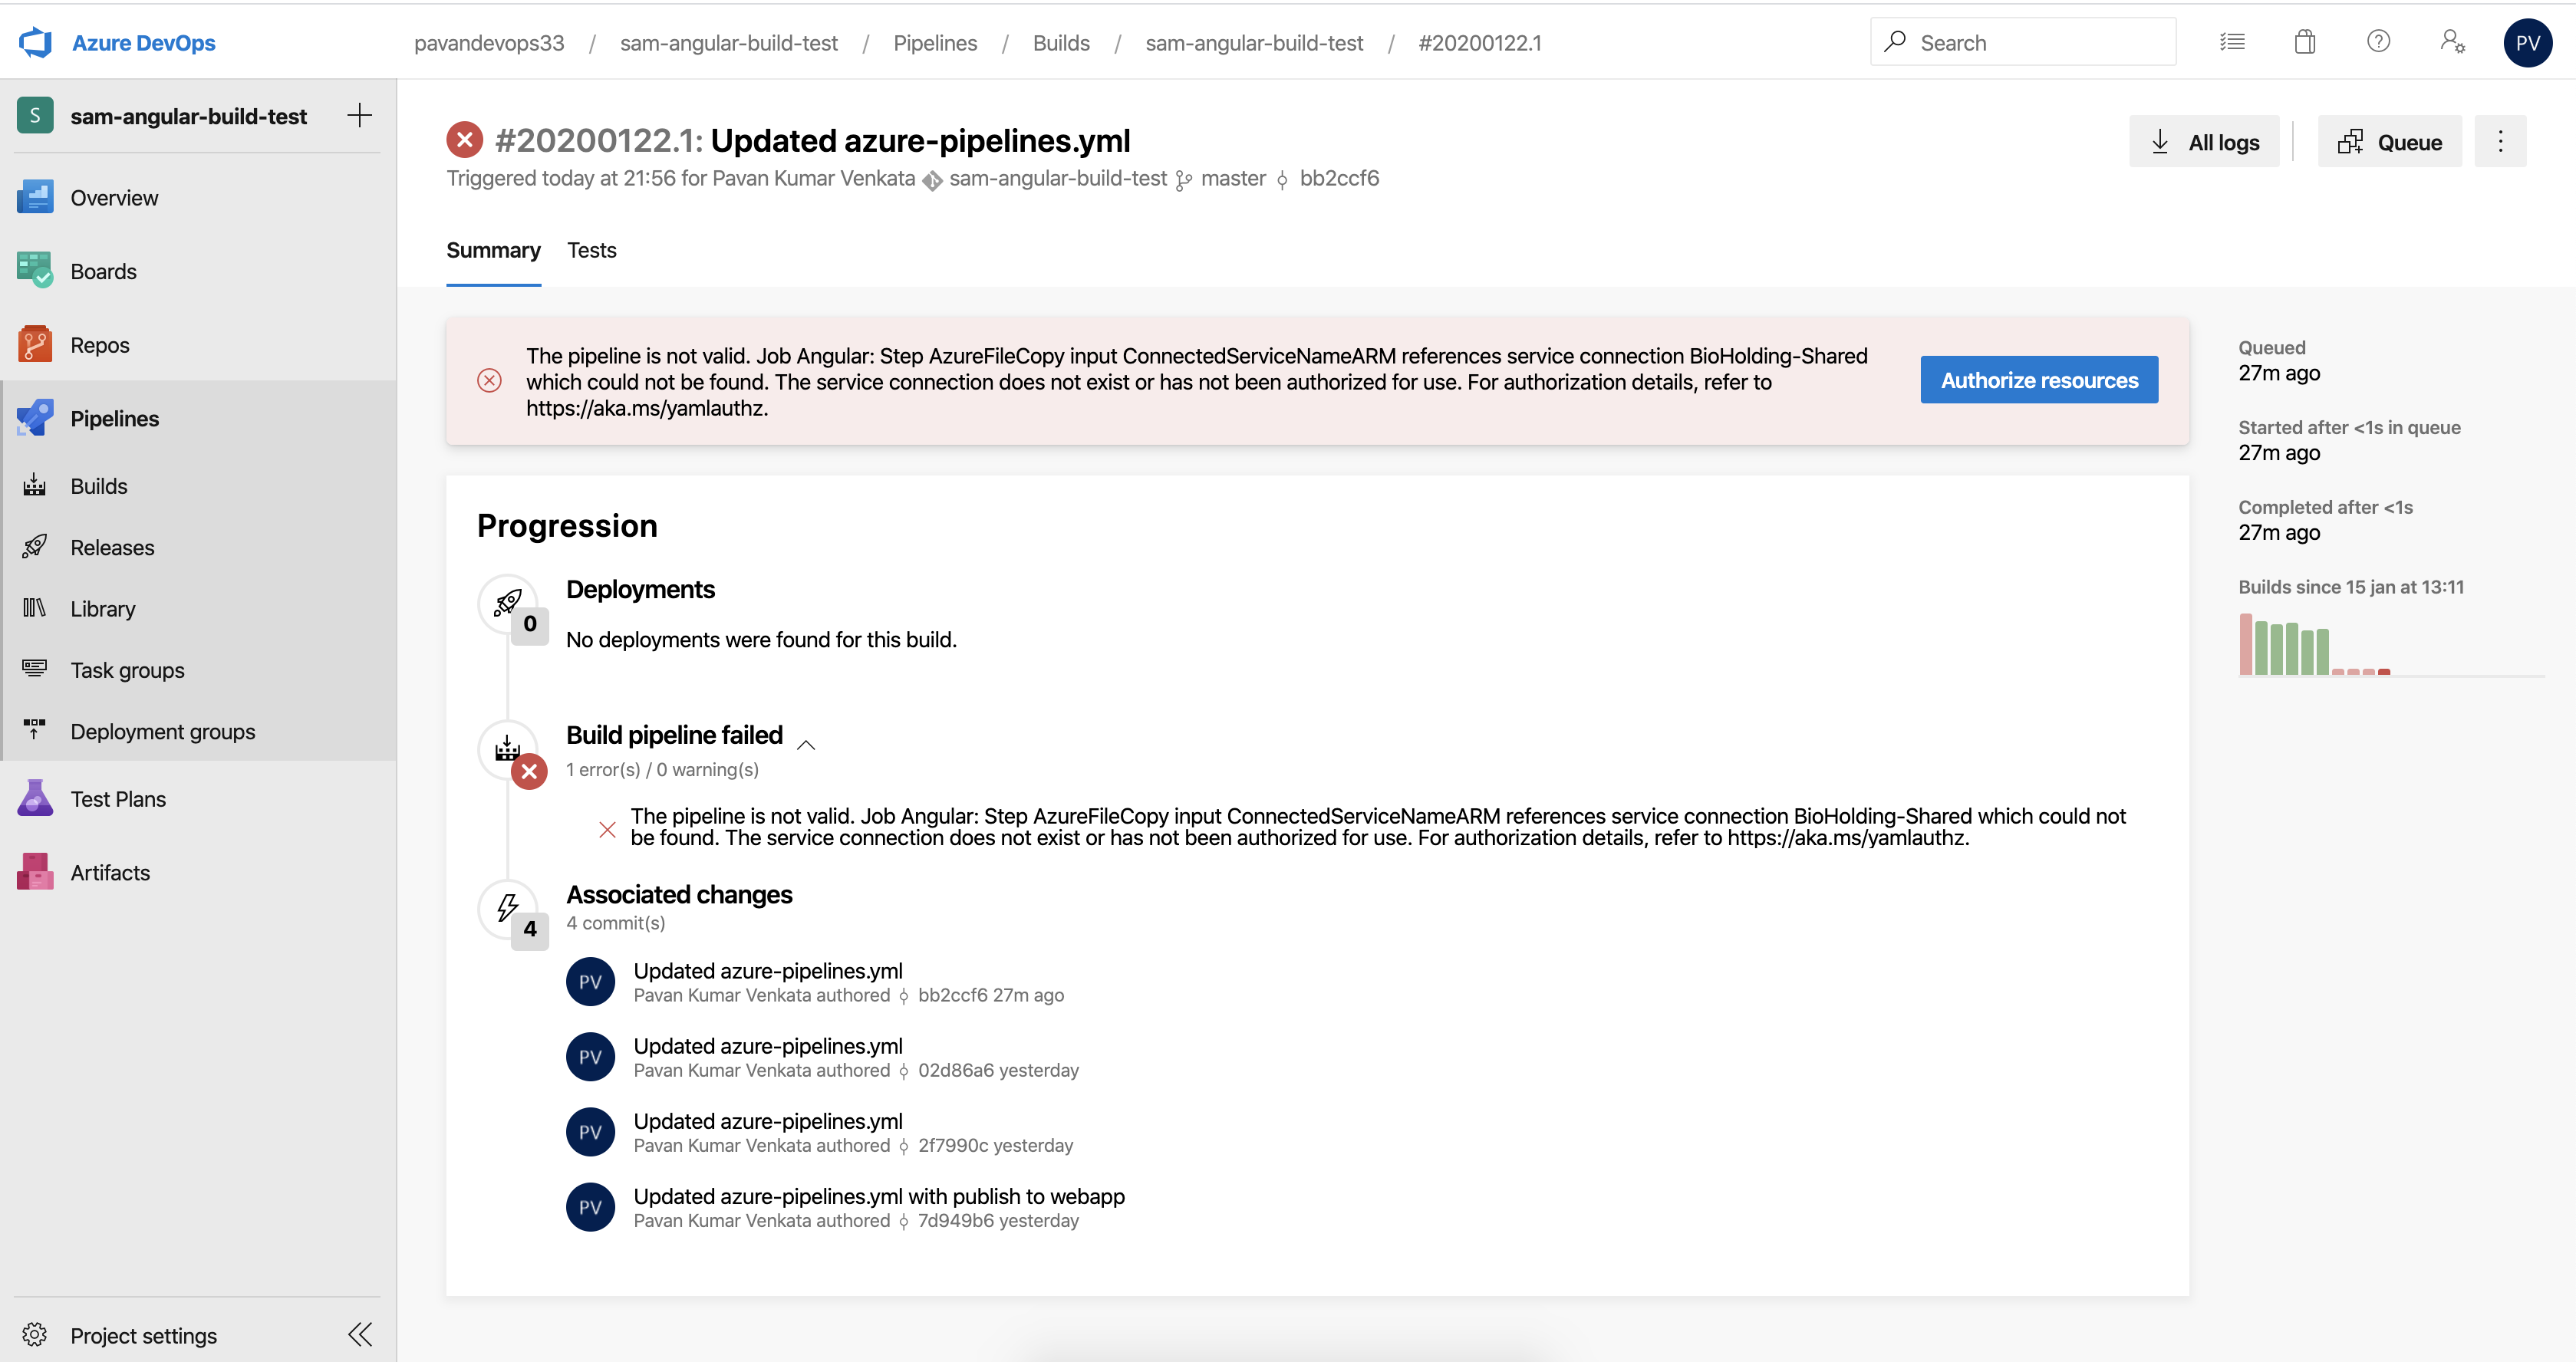 Azure DevOps
pavandevops33 / sam-angular-build-test / Pipelines / Builds / sam-angular-build-test / #20200122.1
Search
PV
S
sam-angular-build-test
Overview
Boards
Repos
Pipelines
Builds
Releases
Library
Task groups
Deployment groups
Test Plans
Artifacts
Project settings
#20200122.1: Updated azure-pipelines.yml
Triggered today at 21:56 for Pavan Kumar Venkata sam-angular-build-test master bb2ccf6
All logs
Queue
Summary
Tests
The pipeline is not valid. Job Angular: Step AzureFileCopy input ConnectedServiceNameARM references service connection BioHolding-Shared
which could not be found. The service connection does not exist or has not been authorized for use. For authorization details, refer to
https://aka.ms/yamlauthz.
Authorize resources
Progression
Deployments
0
No deployments were found for this build.
Build pipeline failed
1 error(s) / 0 warning(s)
The pipeline is not valid. Job Angular: Step AzureFileCopy input ConnectedServiceNameARM references service connection BioHolding-Shared which could not
be found. The service connection does not exist or has not been authorized for use. For authorization details, refer to https://aka.ms/yamlauthz.
Associated changes
4
4 commit(s)
PV
Updated azure-pipelines.yml
Pavan Kumar Venkata authored bb2ccf6 27m ago
PV
Updated azure-pipelines.yml
Pavan Kumar Venkata authored 02d86a6 yesterday
PV
Updated azure-pipelines.yml
Pavan Kumar Venkata authored 2f7990c yesterday
PV
Updated azure-pipelines.yml with publish to webapp
Pavan Kumar Venkata authored 7d949b6 yesterday
Queued
27m ago
Started after <1s in queue
27m ago
Completed after <1s
27m ago
Builds since 15 jan at 13:11